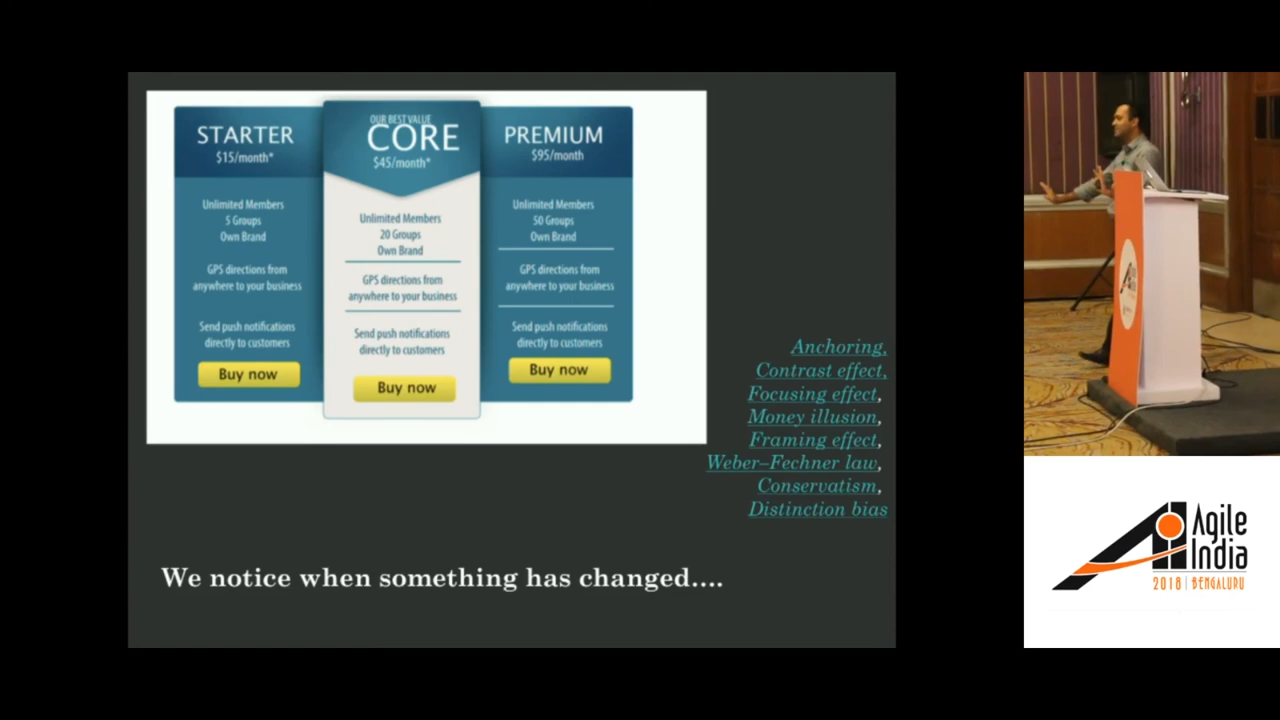 STARTER
$15/month*
Unlimited Members
5 Groups
Own Brand
GPS directions from
anywhere to your business
Send push notifications
directly to customers
Buy now
OUR BEST VALUE
CORE
$45/month*
Unlimited Members
20 Groups
Own Brand
GPS directions from
anywhere to your business
Send push notifications
directly to customers
Buy now
PREMIUM
$95/month
Unlimited Members
50 Groups
Own Brand
GPS directions from
anywhere to your business
Send push notifications
directly to customers
Buy now
Anchoring,
Contrast effect,
Focusing effect,
Money illusion,
Framing effect,
Weber–Fechner law,
Conservatism,
Distinction bias
We notice when something has changed....
Agile
India
2018 | BENGALURU